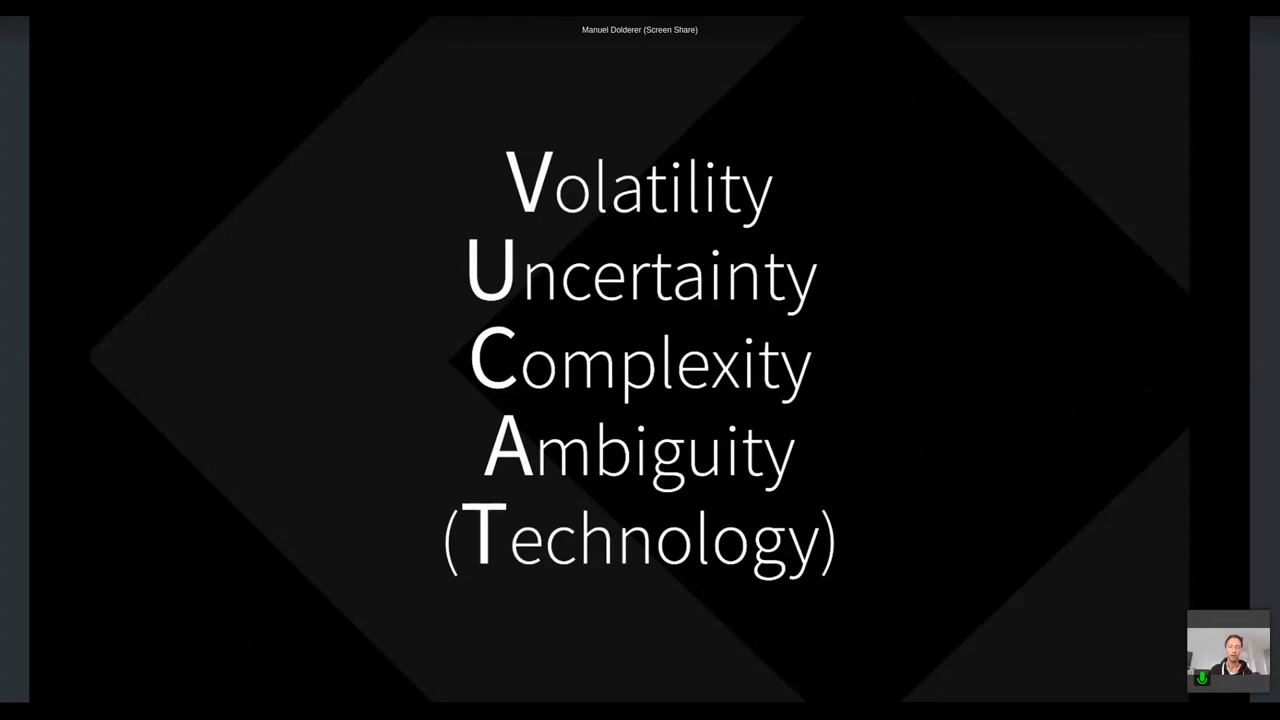 Manuel Dolderer (Screen Share)
Volatility
Uncertainty
Complexity
Ambiguity
(Technology)